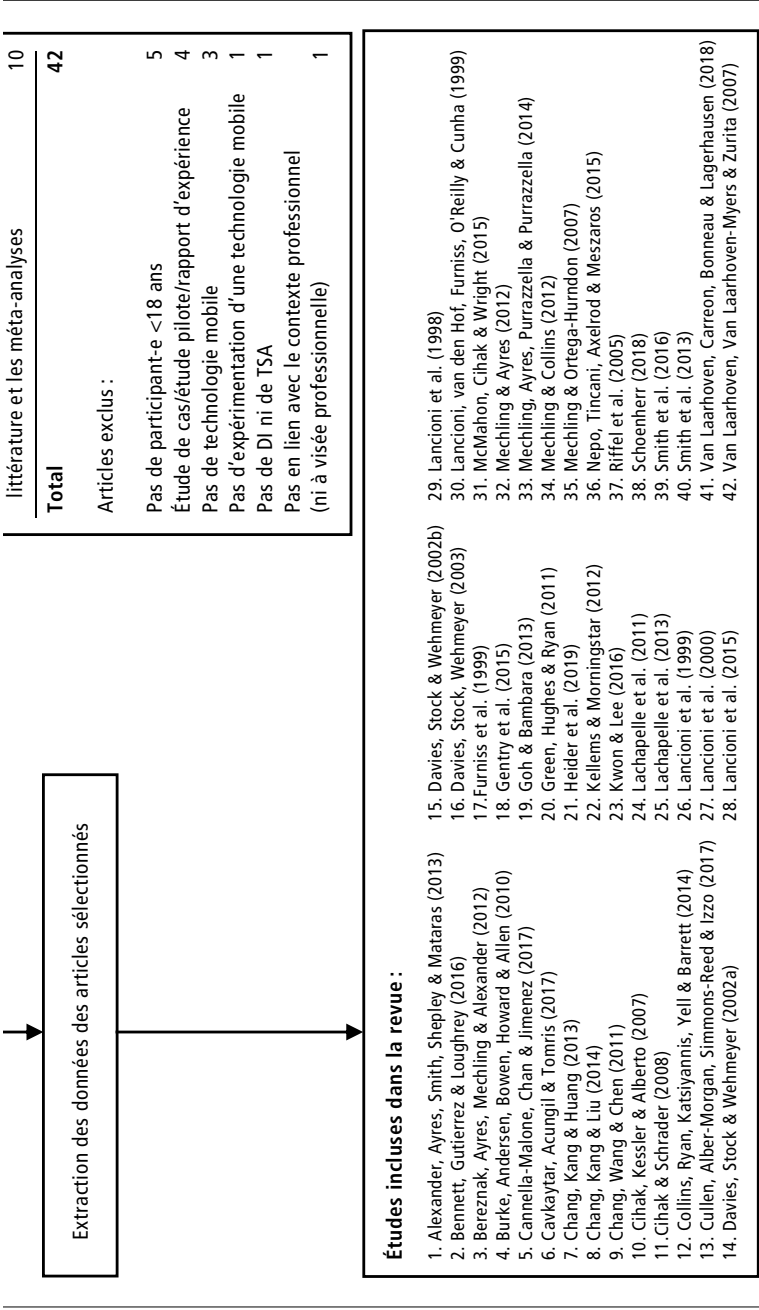 littérature et les méta-analyses 10
Total 42
Articles exclus :
Pas de participant-e <18 ans 5
Étude de cas/étude pilote/rapport d'expérience 4
Pas de technologie mobile 3
Pas d'expérimentation d'une technologie mobile 1
Pas de DI ni de TSA 1
Pas en lien avec le contexte professionnel
(ni à visée professionnelle) 1
Extraction des données des articles sélectionnés
Études incluses dans la revue :
1. Alexander, Ayres, Smith, Shepley & Mataras (2013)
2. Bennett, Gutierrez & Loughrey (2016)
3. Bereznak, Ayres, Mechling & Alexander (2012)
4. Burke, Andersen, Bowen, Howard & Allen (2010)
5. Cannella-Malone, Chan & Jimenez (2017)
6. Cavkaytar, Acungil & Tomris (2017)
7. Chang, Kang & Huang (2013)
8. Chang, Kang & Liu (2014)
9. Chang, Wang & Chen (2011)
10. Cihak, Kessler & Alberto (2007)
11.Cihak & Schrader (2008)
12. Collins, Ryan, Katsiyannis, Yell & Barrett (2014)
13. Cullen, Alber-Morgan, Simmons-Reed & Izzo (2017)
14. Davies, Stock & Wehmeyer (2002a)
15. Davies, Stock & Wehmeyer (2002b)
16. Davies, Stock, Wehmeyer (2003)
17.Furniss et al. (1999)
18. Gentry et al. (2015)
19. Goh & Bambara (2013)
20. Green, Hughes & Ryan (2011)
21. Heider et al. (2019)
22. Kellems & Morningstar (2012)
23. Kwon & Lee (2016)
24. Lachapelle et al. (2011)
25. Lachapelle et al. (2013)
26. Lancioni et al. (1999)
27. Lancioni et al. (2000)
28. Lancioni et al. (2015)
29. Lancioni et al. (1998)
30. Lancioni, van den Hof, Furniss, O'Reilly & Cunha (1999)
31. McMahon, Cihak & Wright (2015)
32. Mechling & Ayres (2012)
33. Mechling, Ayres, Purrazzella & Purrazzella (2014)
34. Mechling & Collins (2012)
35. Mechling & Ortega-Hurndon (2007)
36. Nepo, Tincani, Axelrod & Meszaros (2015)
37. Riffel et al. (2005)
38. Schoenherr (2018)
39. Smith et al. (2016)
40. Smith et al. (2013)
41. Van Laarhoven, Carreon, Bonneau & Lagerhausen (2018)
42. Van Laarhoven, Van Laarhoven-Myers & Zurita (2007)